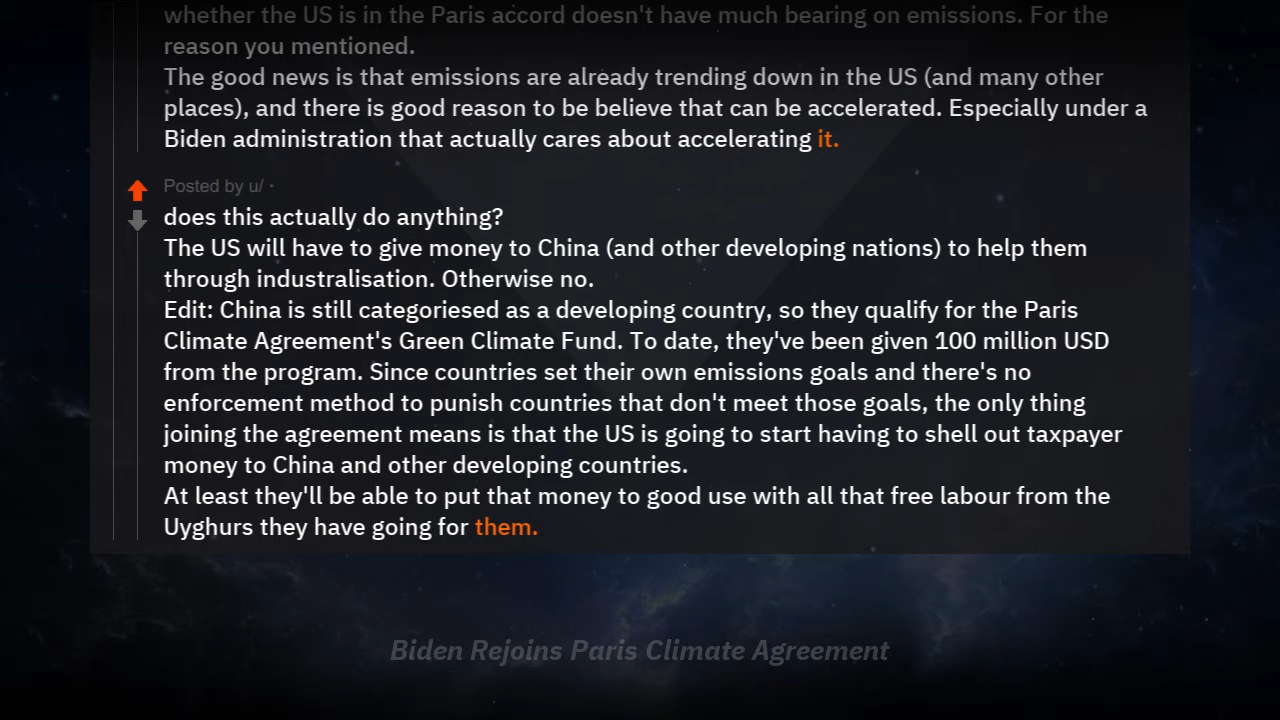 whether the US is in the Paris accord doesn't have much bearing on emissions. For the
reason you mentioned.
The good news is that emissions are already trending down in the US (and many other
places), and there is good reason to be believe that can be accelerated. Especially under a
Biden administration that actually cares about accelerating it.
Posted by u/ ·
does this actually do anything?
The US will have to give money to China (and other developing nations) to help them
through industralisation. Otherwise no.
Edit: China is still categoriesed as a developing country, so they qualify for the Paris
Climate Agreement's Green Climate Fund. To date, they've been given 100 million USD
from the program. Since countries set their own emissions goals and there's no
enforcement method to punish countries that don't meet those goals, the only thing
joining the agreement means is that the US is going to start having to shell out taxpayer
money to China and other developing countries.
At least they'll be able to put that money to good use with all that free labour from the
Uyghurs they have going for them.
Biden Rejoins Paris Climate Agreement